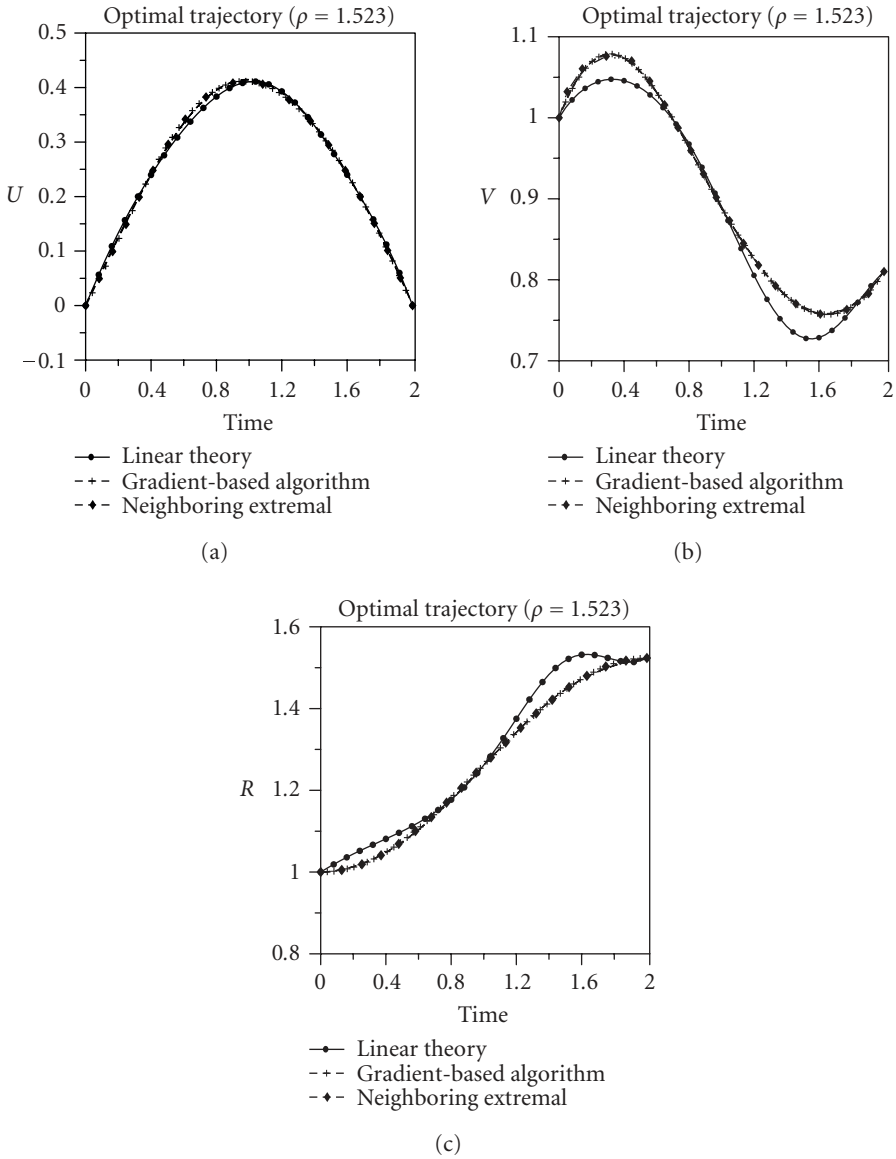 Optimal trajectory (ρ = 1.523)
0.5
0.4
0.3
0.2
0.1
0
−0.1
U
0 0.4 0.8 1.2 1.6 2
Time
Linear theory
Gradient-based algorithm
Neighboring extremal
(a)
Optimal trajectory (ρ = 1.523)
1.1
1
0.9
0.8
0.7
V
0 0.4 0.8 1.2 1.6 2
Time
Linear theory
Gradient-based algorithm
Neighboring extremal
(b)
Optimal trajectory (ρ = 1.523)
1.6
1.4
1.2
1
0.8
R
0 0.4 0.8 1.2 1.6 2
Time
Linear theory
Gradient-based algorithm
Neighboring extremal
(c)